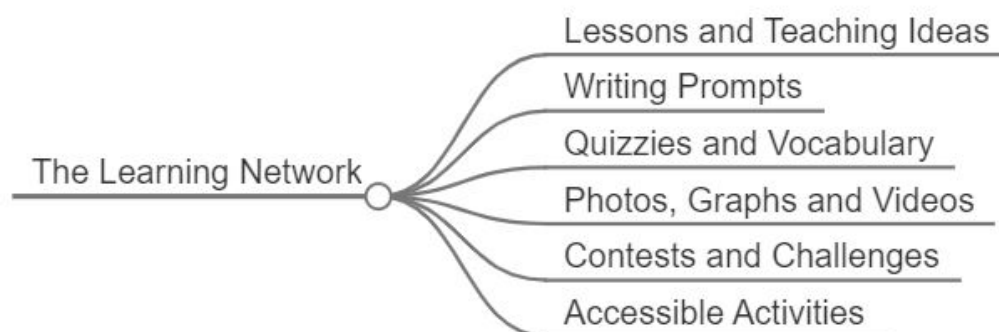 The Learning Network
Lessons and Teaching Ideas
Writing Prompts
Quizzies and Vocabulary
Photos, Graphs and Videos
Contests and Challenges
Accessible Activities